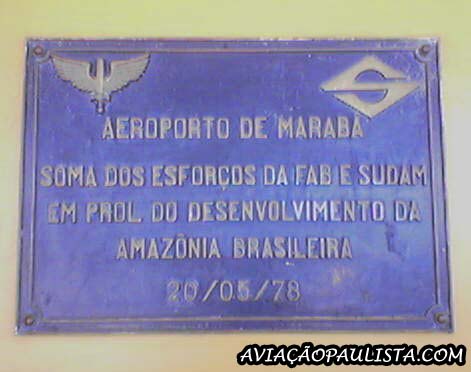 AEROPORTO DE MARABÁ
SOMA DOS ESFORÇOS DA FAB E SUDAM
EM PROL DO DESENVOLVIMENTO DA
AMAZÔNIA BRASILEIRA
20/05/78
AVIAÇÃOPAULISTA.COM